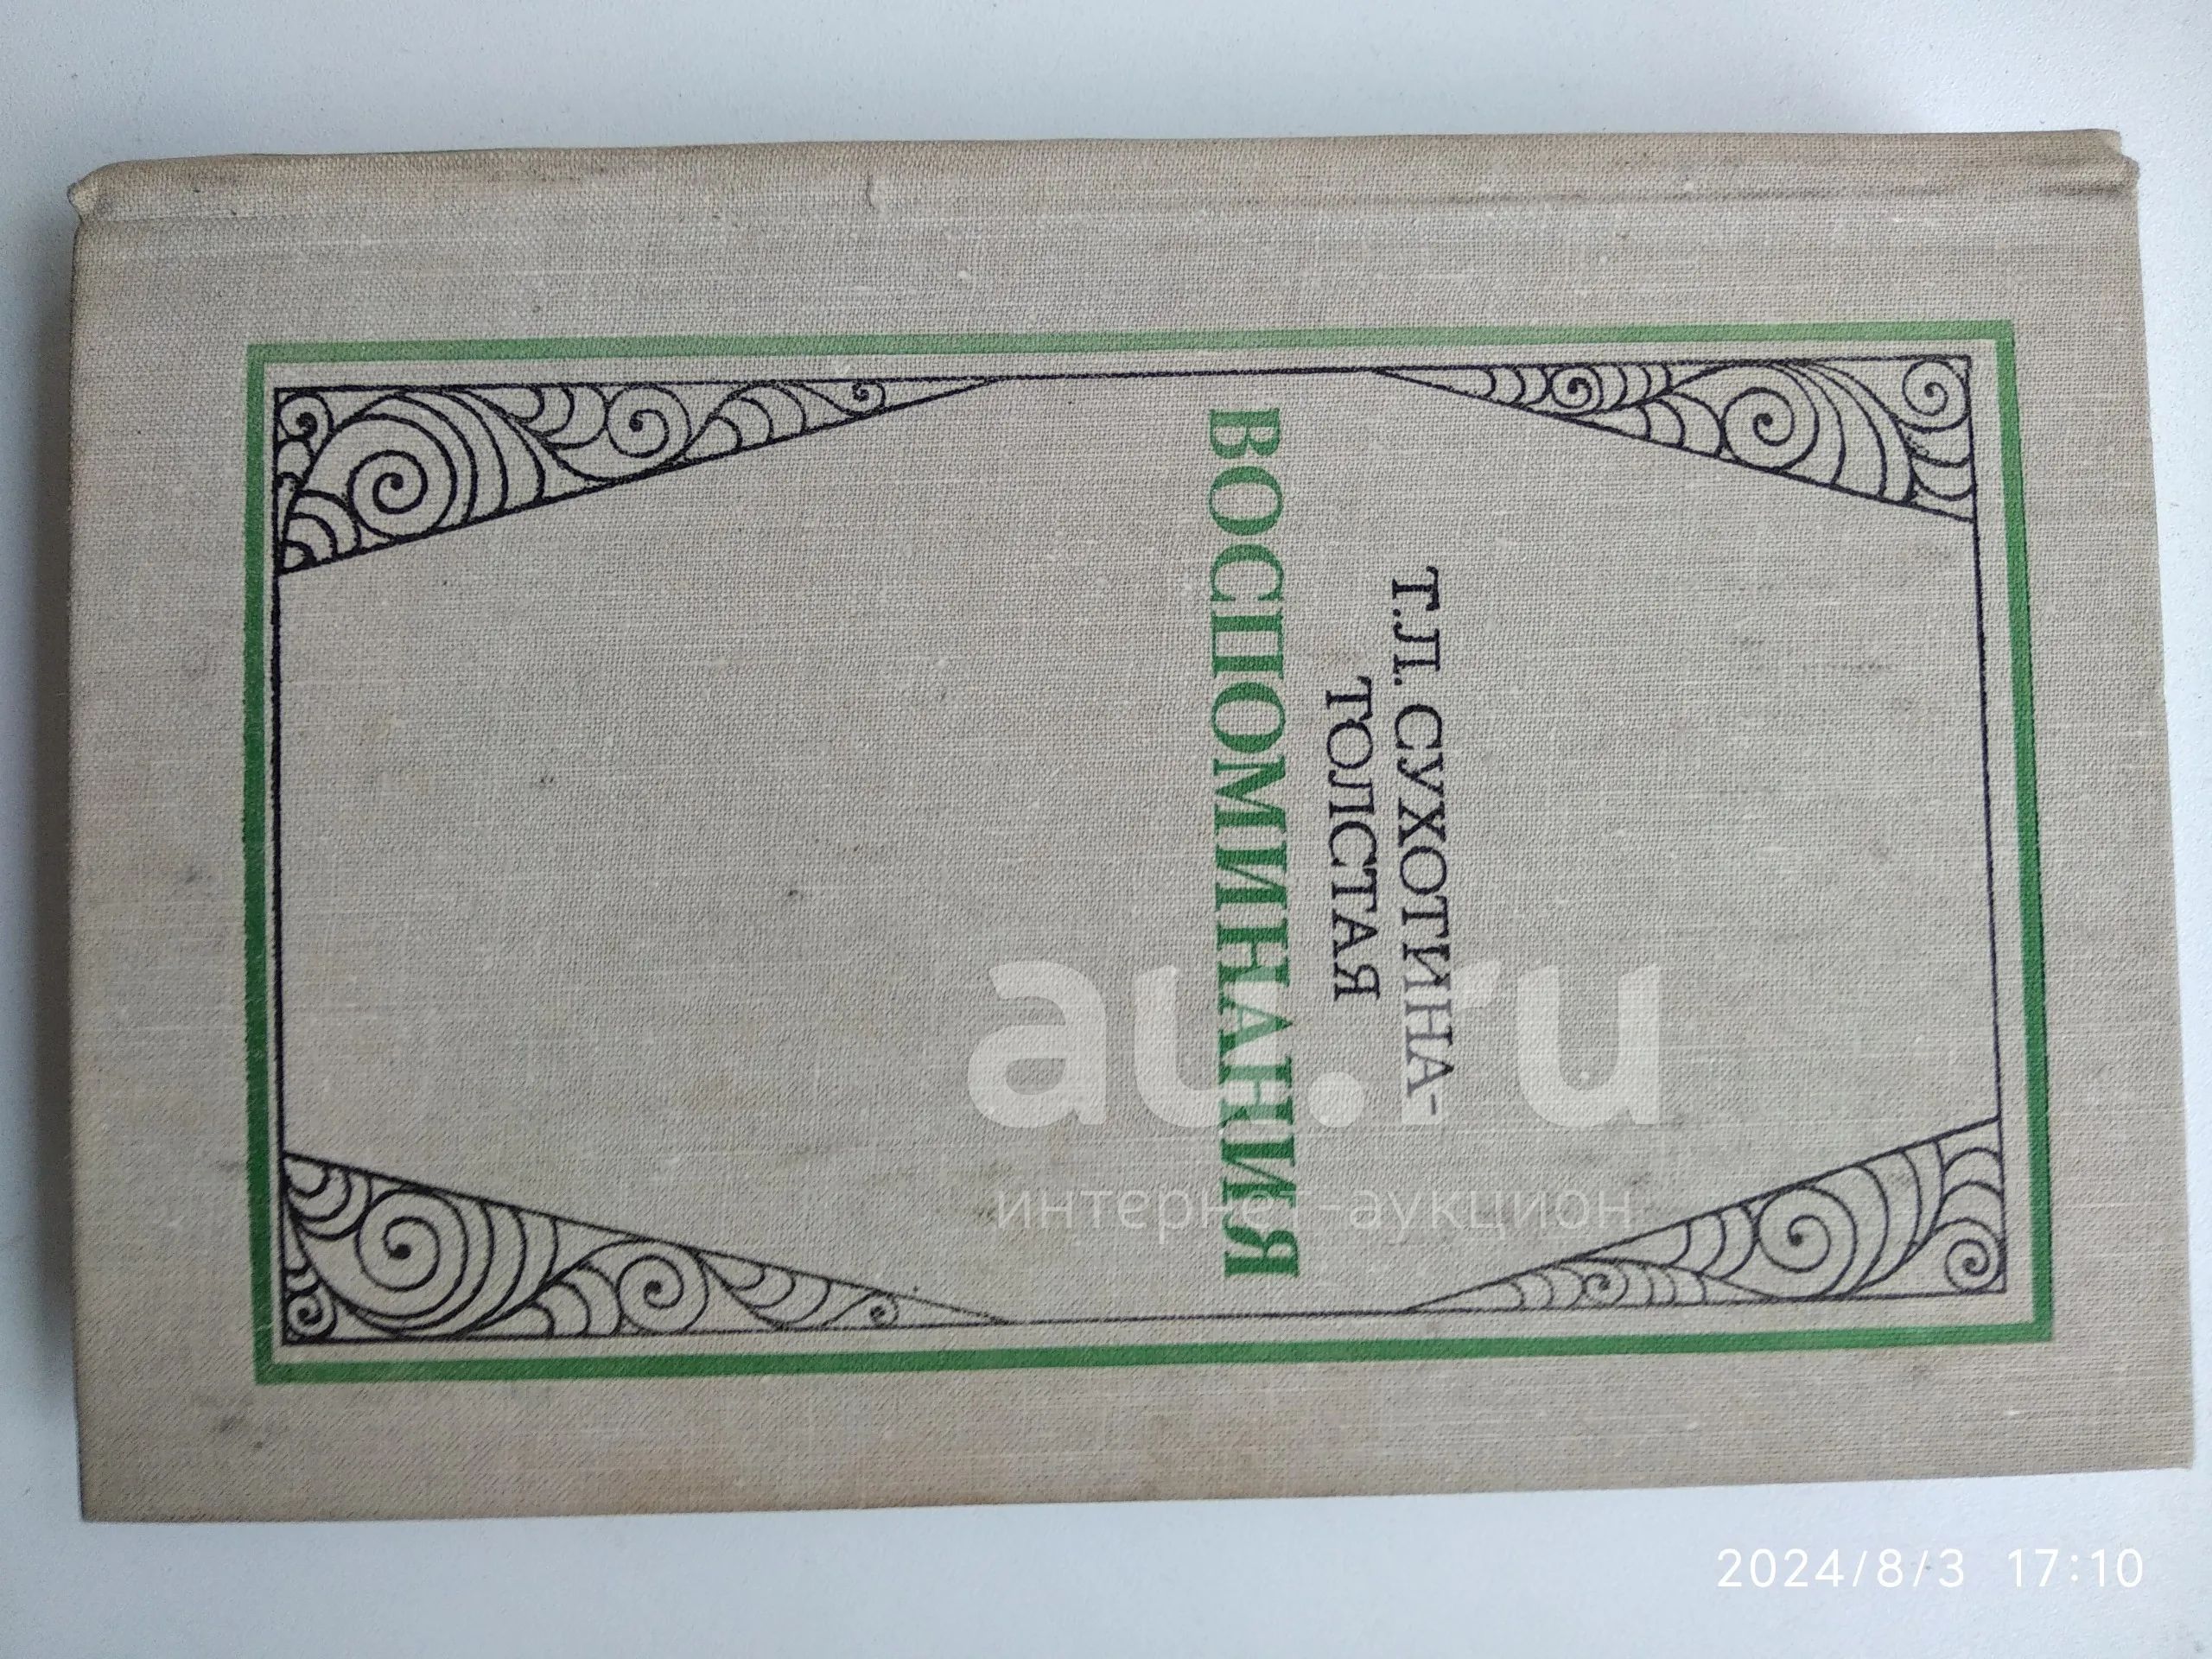 Т.Л. СУХОТИНА-
ТОЛСТАЯ
ВОСПОМИНАНИЯ
au.ru
интернет-аукцион
2024/8/3 17:10